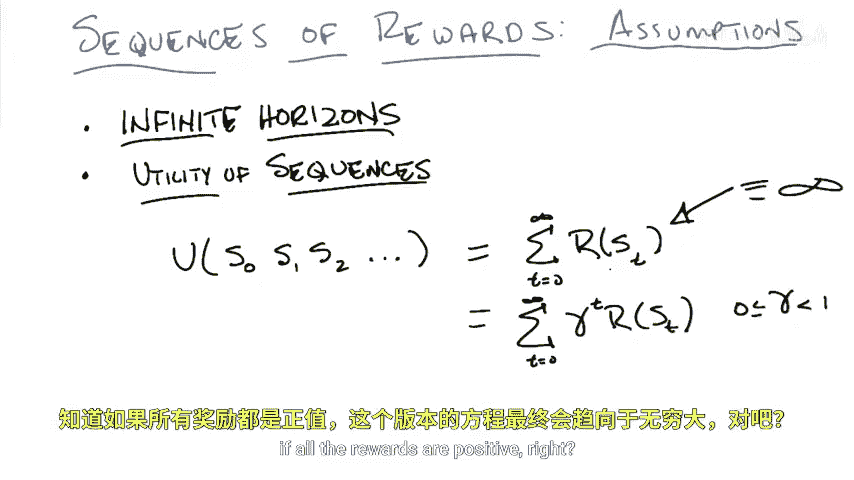 SEQUENCES OF REWARDS: ASSUMPTIONS
• INFINITE HORIZONS
• UTILITY OF SEQUENCES
≡ ∞
U(S₀ S₁ S₂ ...) = ∑_{t=0}^{∞} R(S_t)
= ∑_{t=0}^{∞} γ^t R(S_t) 0≤γ<1
知道如果所有奖励都是正值，这个版本的方程最终会趋向于无穷大，对吧？
if all the rewards are positive, right?